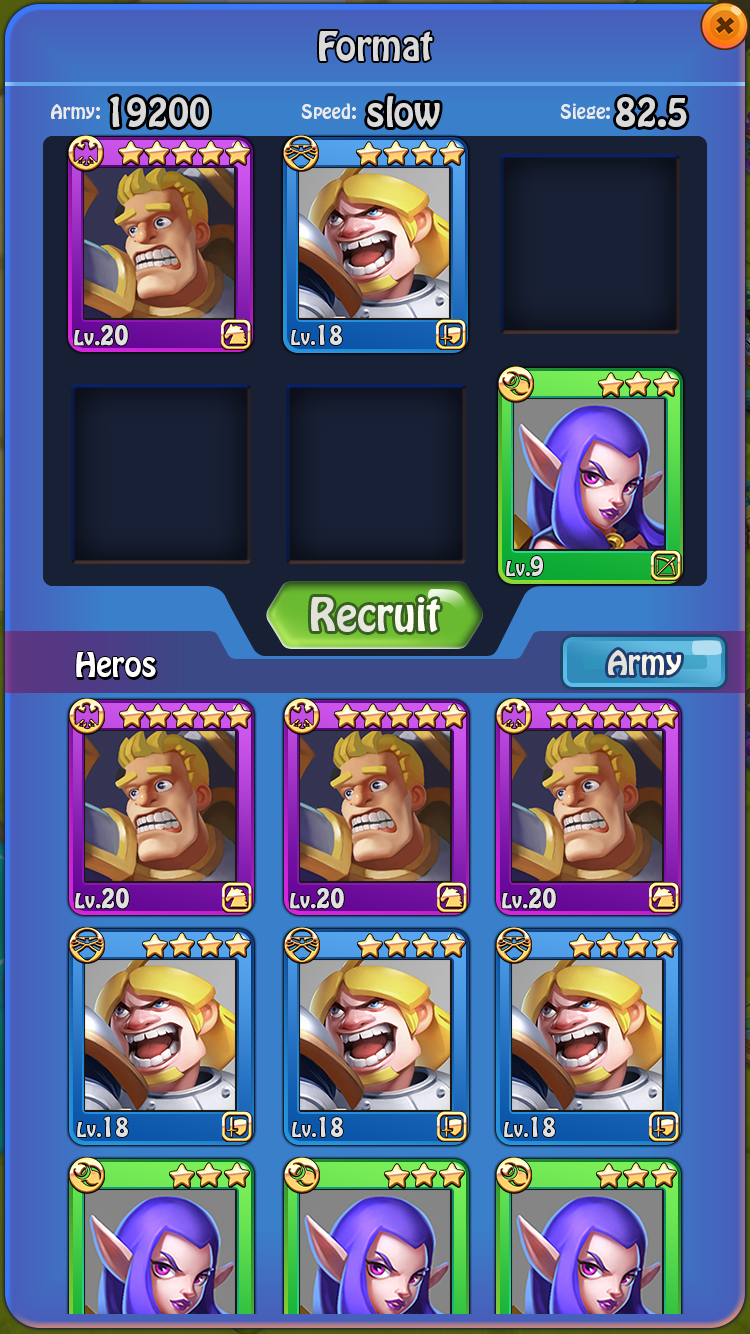 Format
Army: 19200 Speed: slow Siege: 82.5
Lv.20 Lv.18
Lv.9
Recruit
Heros Army
Lv.20 Lv.20 Lv.20
Lv.18 Lv.18 Lv.18